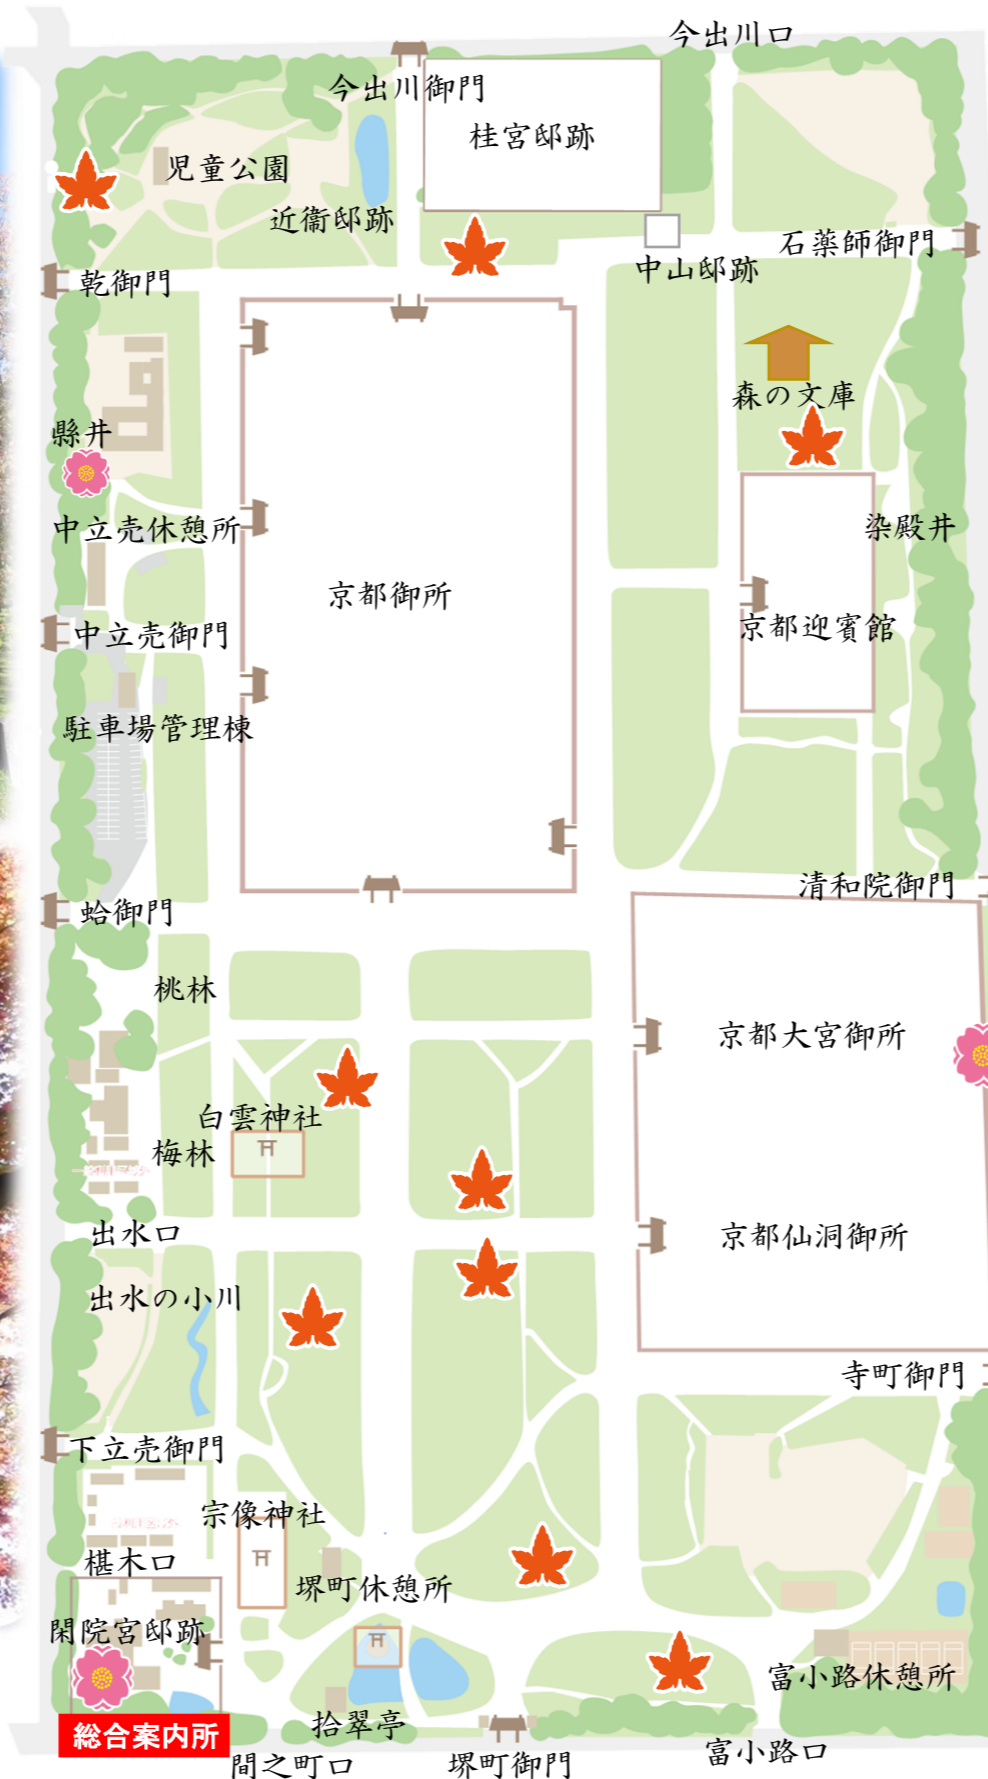 今出川口
今出川御門
桂宮邸跡
児童公園
近衞邸跡
石薬師御門
中山邸跡
乾御門
森の文庫
縣井
染殿井
中立売休憩所
京都御所
京都迎賓館
中立売御門
駐車場管理棟
清和院御門
蛤御門
桃林
京都大宮御所
白雲神社
梅林
出水口
京都仙洞御所
出水の小川
寺町御門
下立売御門
宗像神社
椹木口
堺町休憩所
閑院宮邸跡
富小路休憩所
拾翠亭
総合案内所
富小路口
間之町口
堺町御門